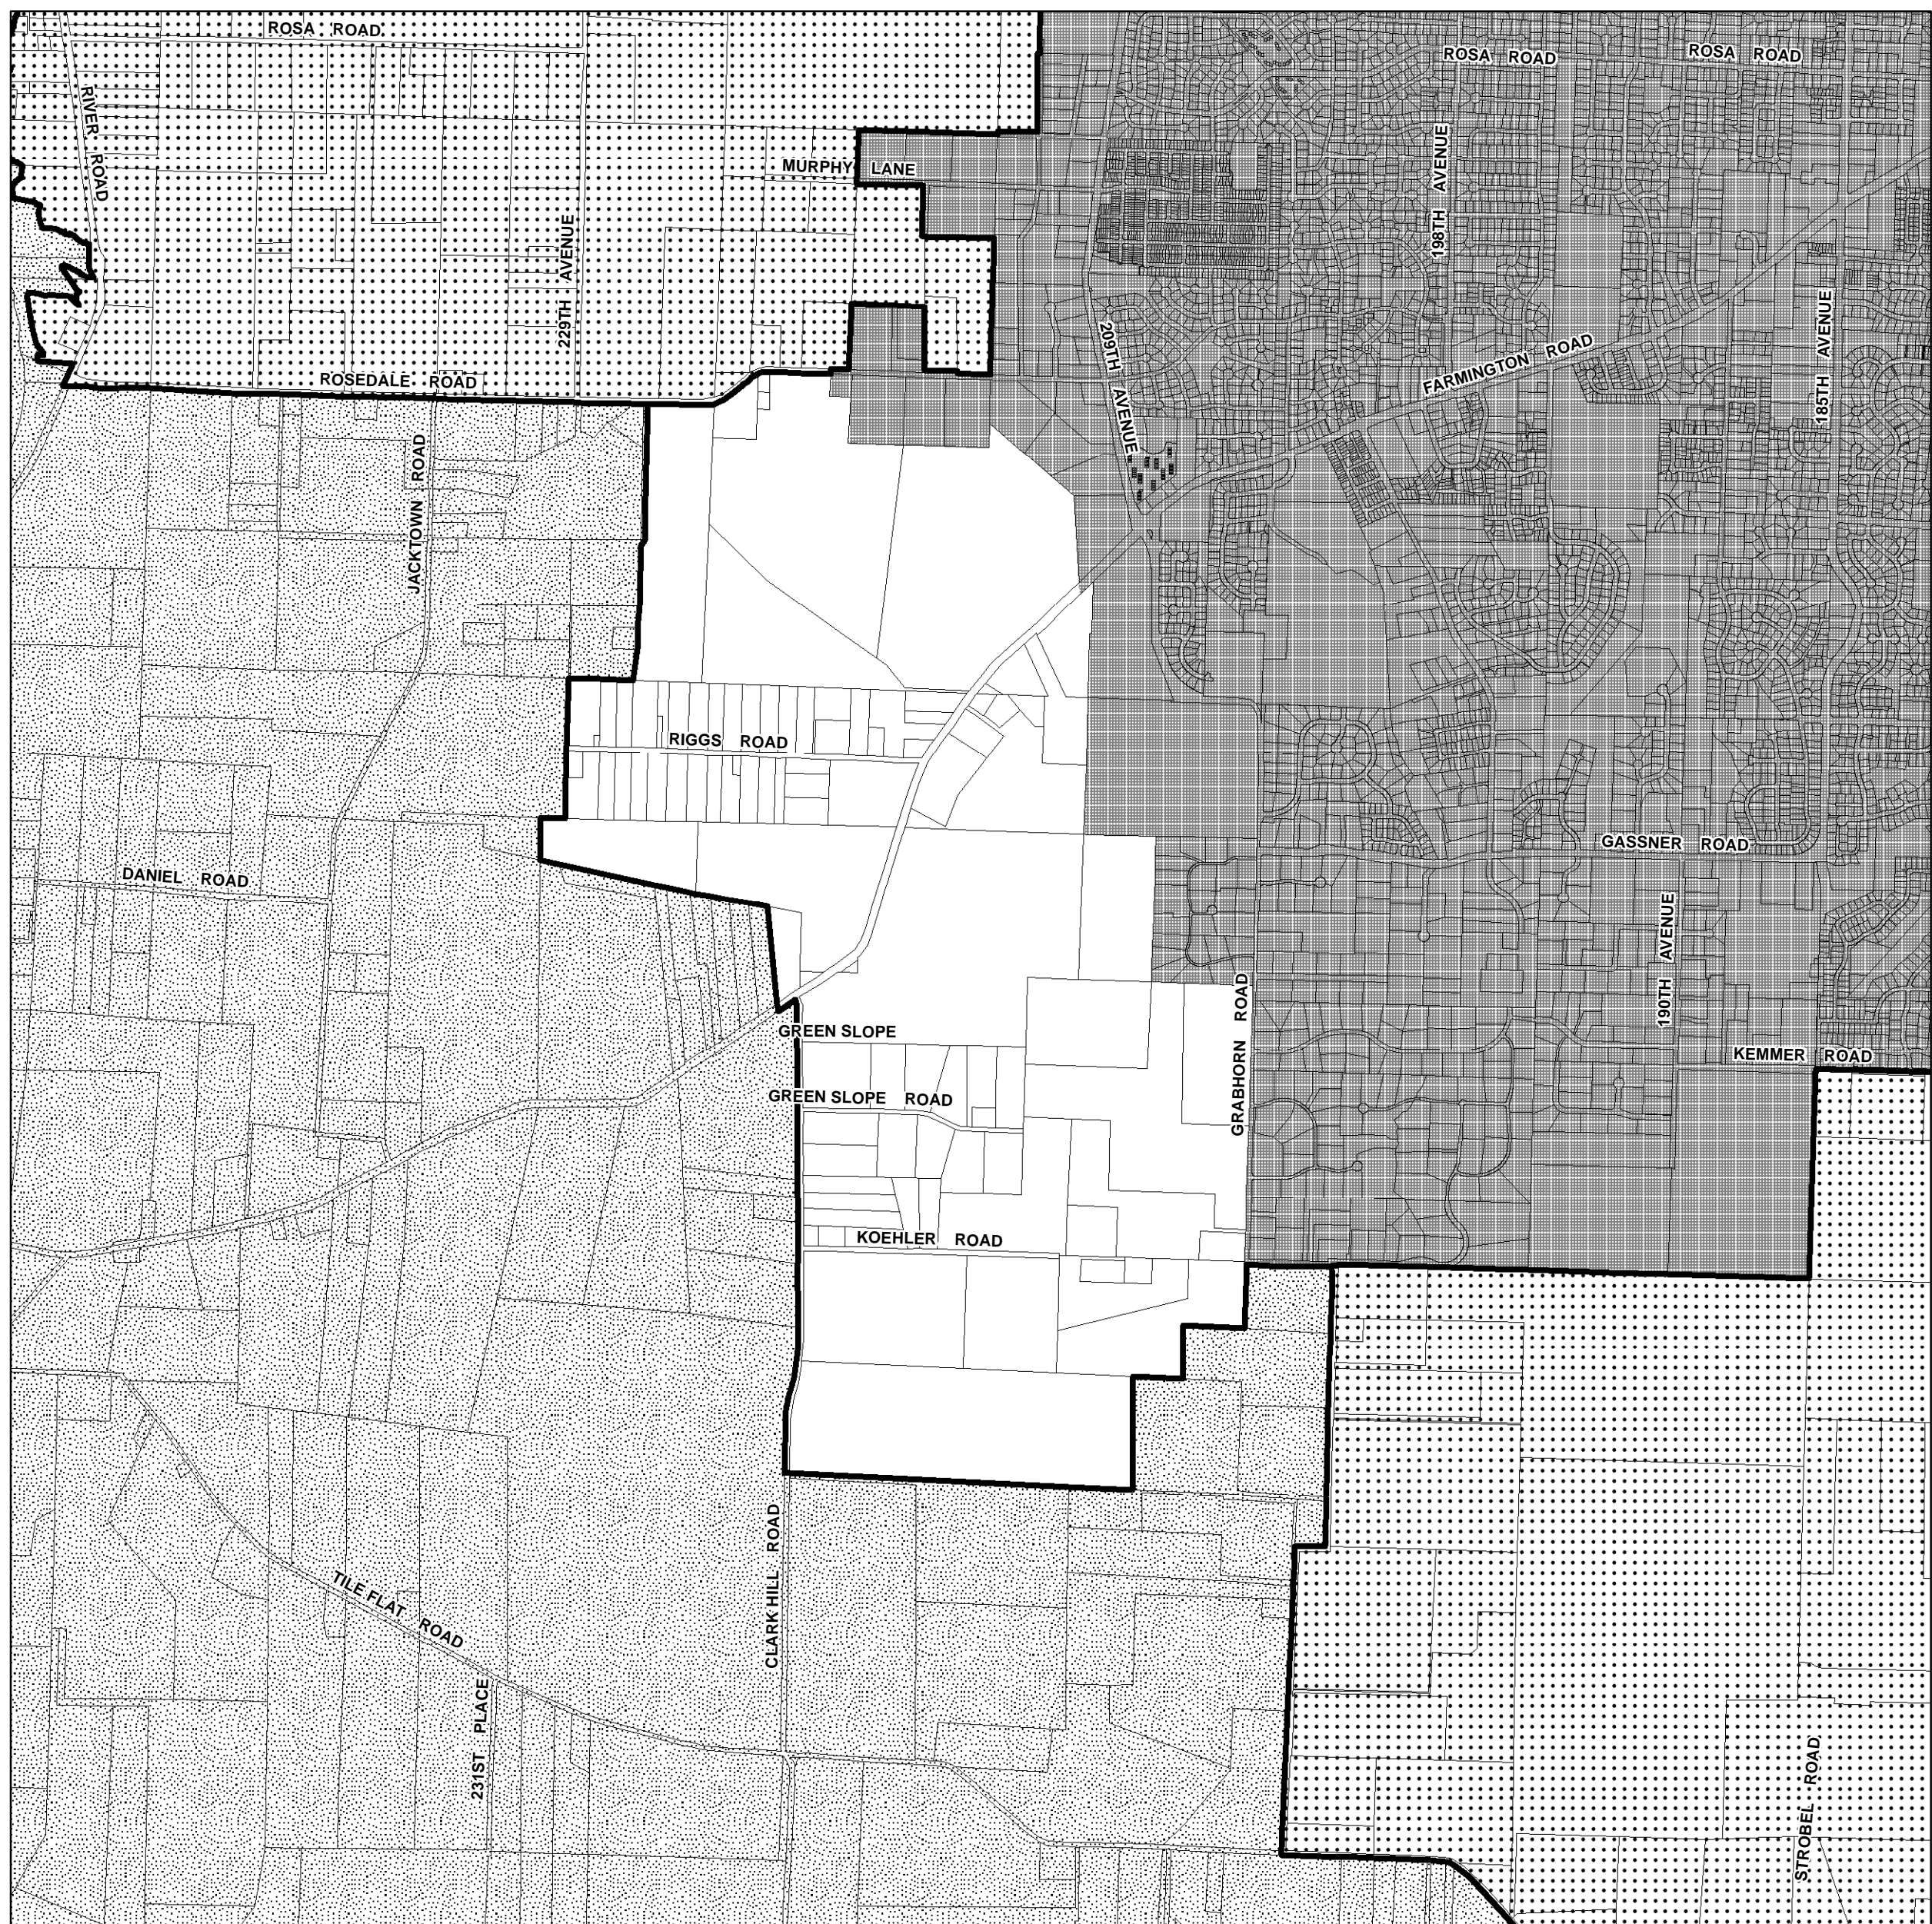 ROSA ROAD
ROSA ROAD
ROSA ROAD
RIVER ROAD
MURPHY LANE
198TH AVENUE
229TH AVENUE
185TH AVENUE
209TH AVENUE
FARMINGTON ROAD
ROSEDALE ROAD
JACKTOWN ROAD
RIGGS ROAD
GASSNER ROAD
DANIEL ROAD
190TH AVENUE
GRABHORN ROAD
GREEN SLOPE
KEMMER ROAD
GREEN SLOPE ROAD
KOEHLER ROAD
CLARK HILL ROAD
TILE FLAT ROAD
231ST PLACE
STROBEL ROAD